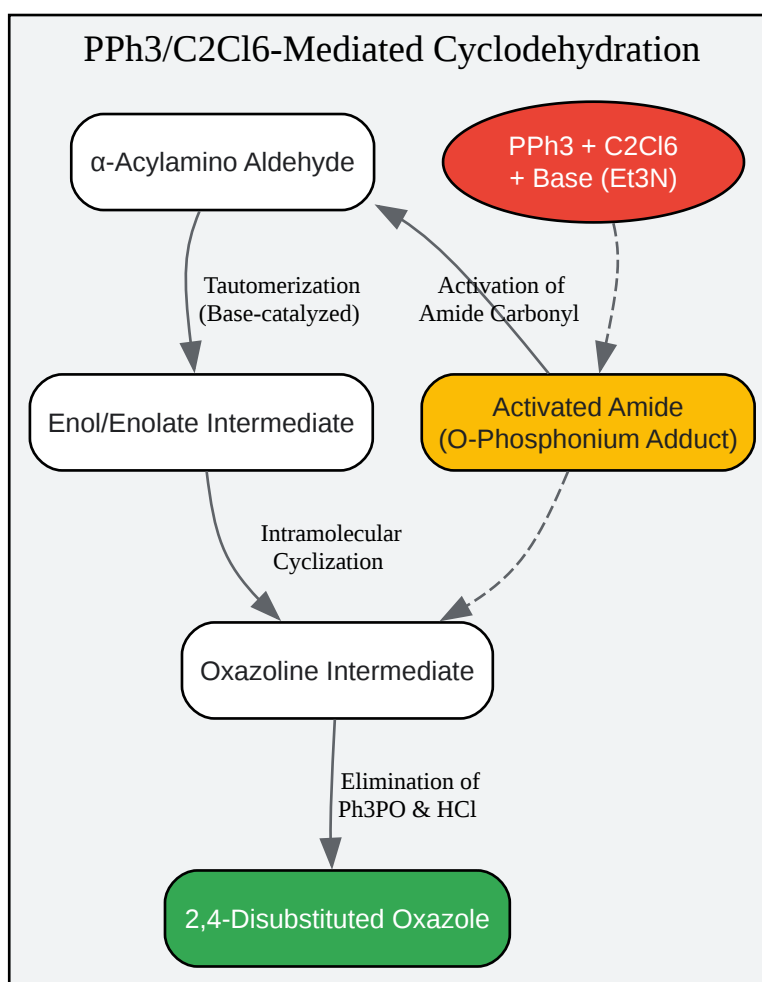 PPh3/C2Cl6-Mediated Cyclodehydration
α-Acylamino Aldehyde
PPh3 + C2Cl6
+ Base (Et3N)
Tautomerization
(Base-catalyzed)
Activation of
Amide Carbonyl
Enol/Enolate Intermediate
Activated Amide
(O-Phosphonium Adduct)
Intramolecular
Cyclization
Oxazoline Intermediate
Elimination of
Ph3PO & HCl
2,4-Disubstituted Oxazole